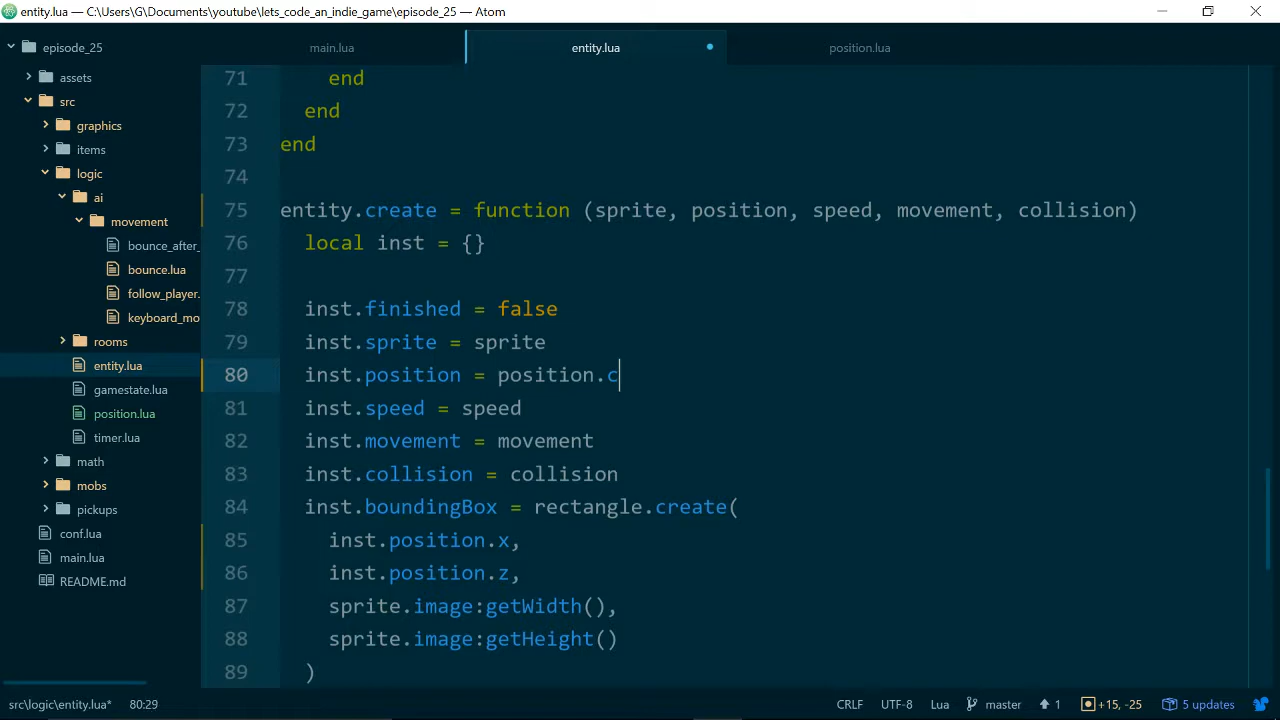 entity.lua — C:\Users\G\Documents\youtube\lets_code_an_indie_game\episode_25 — Atom
episode_25
main.lua
entity.lua
position.lua
assets
src
graphics
items
logic
ai
movement
bounce_after_
bounce.lua
follow_player.
keyboard_mo
rooms
entity.lua
gamestate.lua
position.lua
timer.lua
math
mobs
pickups
conf.lua
main.lua
README.md
71 end
72 end
73 end
74
75 entity.create = function (sprite, position, speed, movement, collision)
76 local inst = {}
77
78 inst.finished = false
79 inst.sprite = sprite
80 inst.position = position.c
81 inst.speed = speed
82 inst.movement = movement
83 inst.collision = collision
84 inst.boundingBox = rectangle.create(
85 inst.position.x,
86 inst.position.z,
87 sprite.image:getWidth(),
88 sprite.image:getHeight()
89 )
src\logic\entity.lua* 80:29 CRLF UTF-8 Lua master 1 +15, -25 5 updates